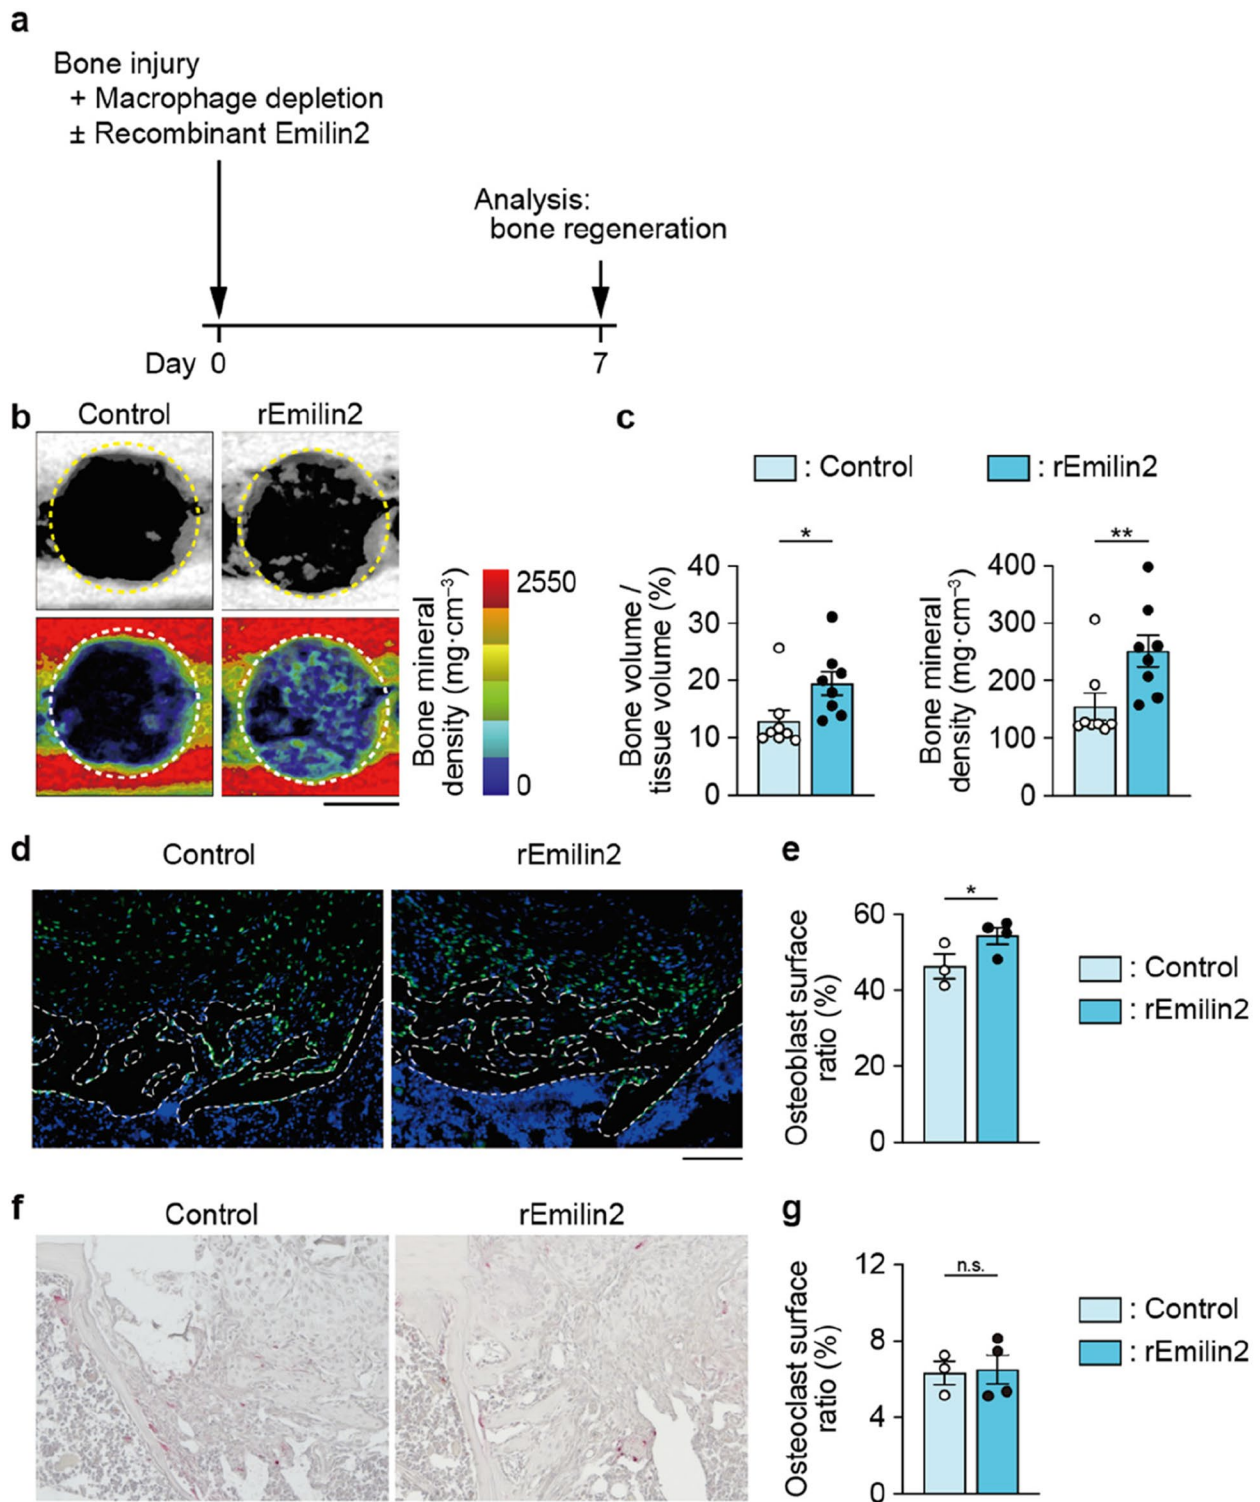 a
Bone injury
+ Macrophage depletion
± Recombinant Emilin2
Analysis:
bone regeneration
Day 0 7
b
Control rEmilin2
Bone mineral
density (mg·cm⁻³)
2550
0
c
: Control : rEmilin2
Bone volume /
tissue volume (%)
40
30
20
10
0
*
Bone mineral
density (mg·cm⁻³)
400
300
200
100
0
**
d
Control rEmilin2
e
Osteoblast surface
ratio (%)
60
40
20
0
*
: Control
: rEmilin2
f
Control rEmilin2
g
Osteoclast surface
ratio (%)
12
8
4
0
n.s.
: Control
: rEmilin2